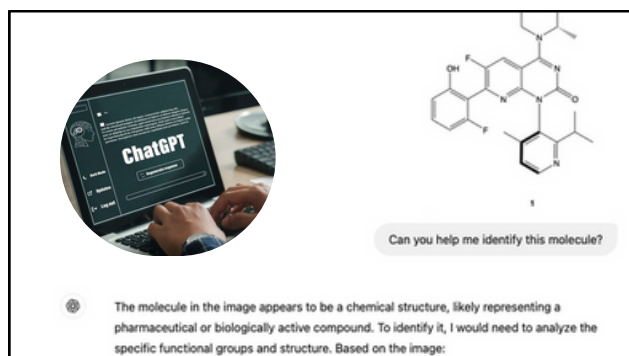 ChatGPT
OH
F
N
N
N
N
O
F
N
1
Can you help me identify this molecule?
The molecule in the image appears to be a chemical structure, likely representing a
pharmaceutical or biologically active compound. To identify it, I would need to analyze the
specific functional groups and structure. Based on the image: